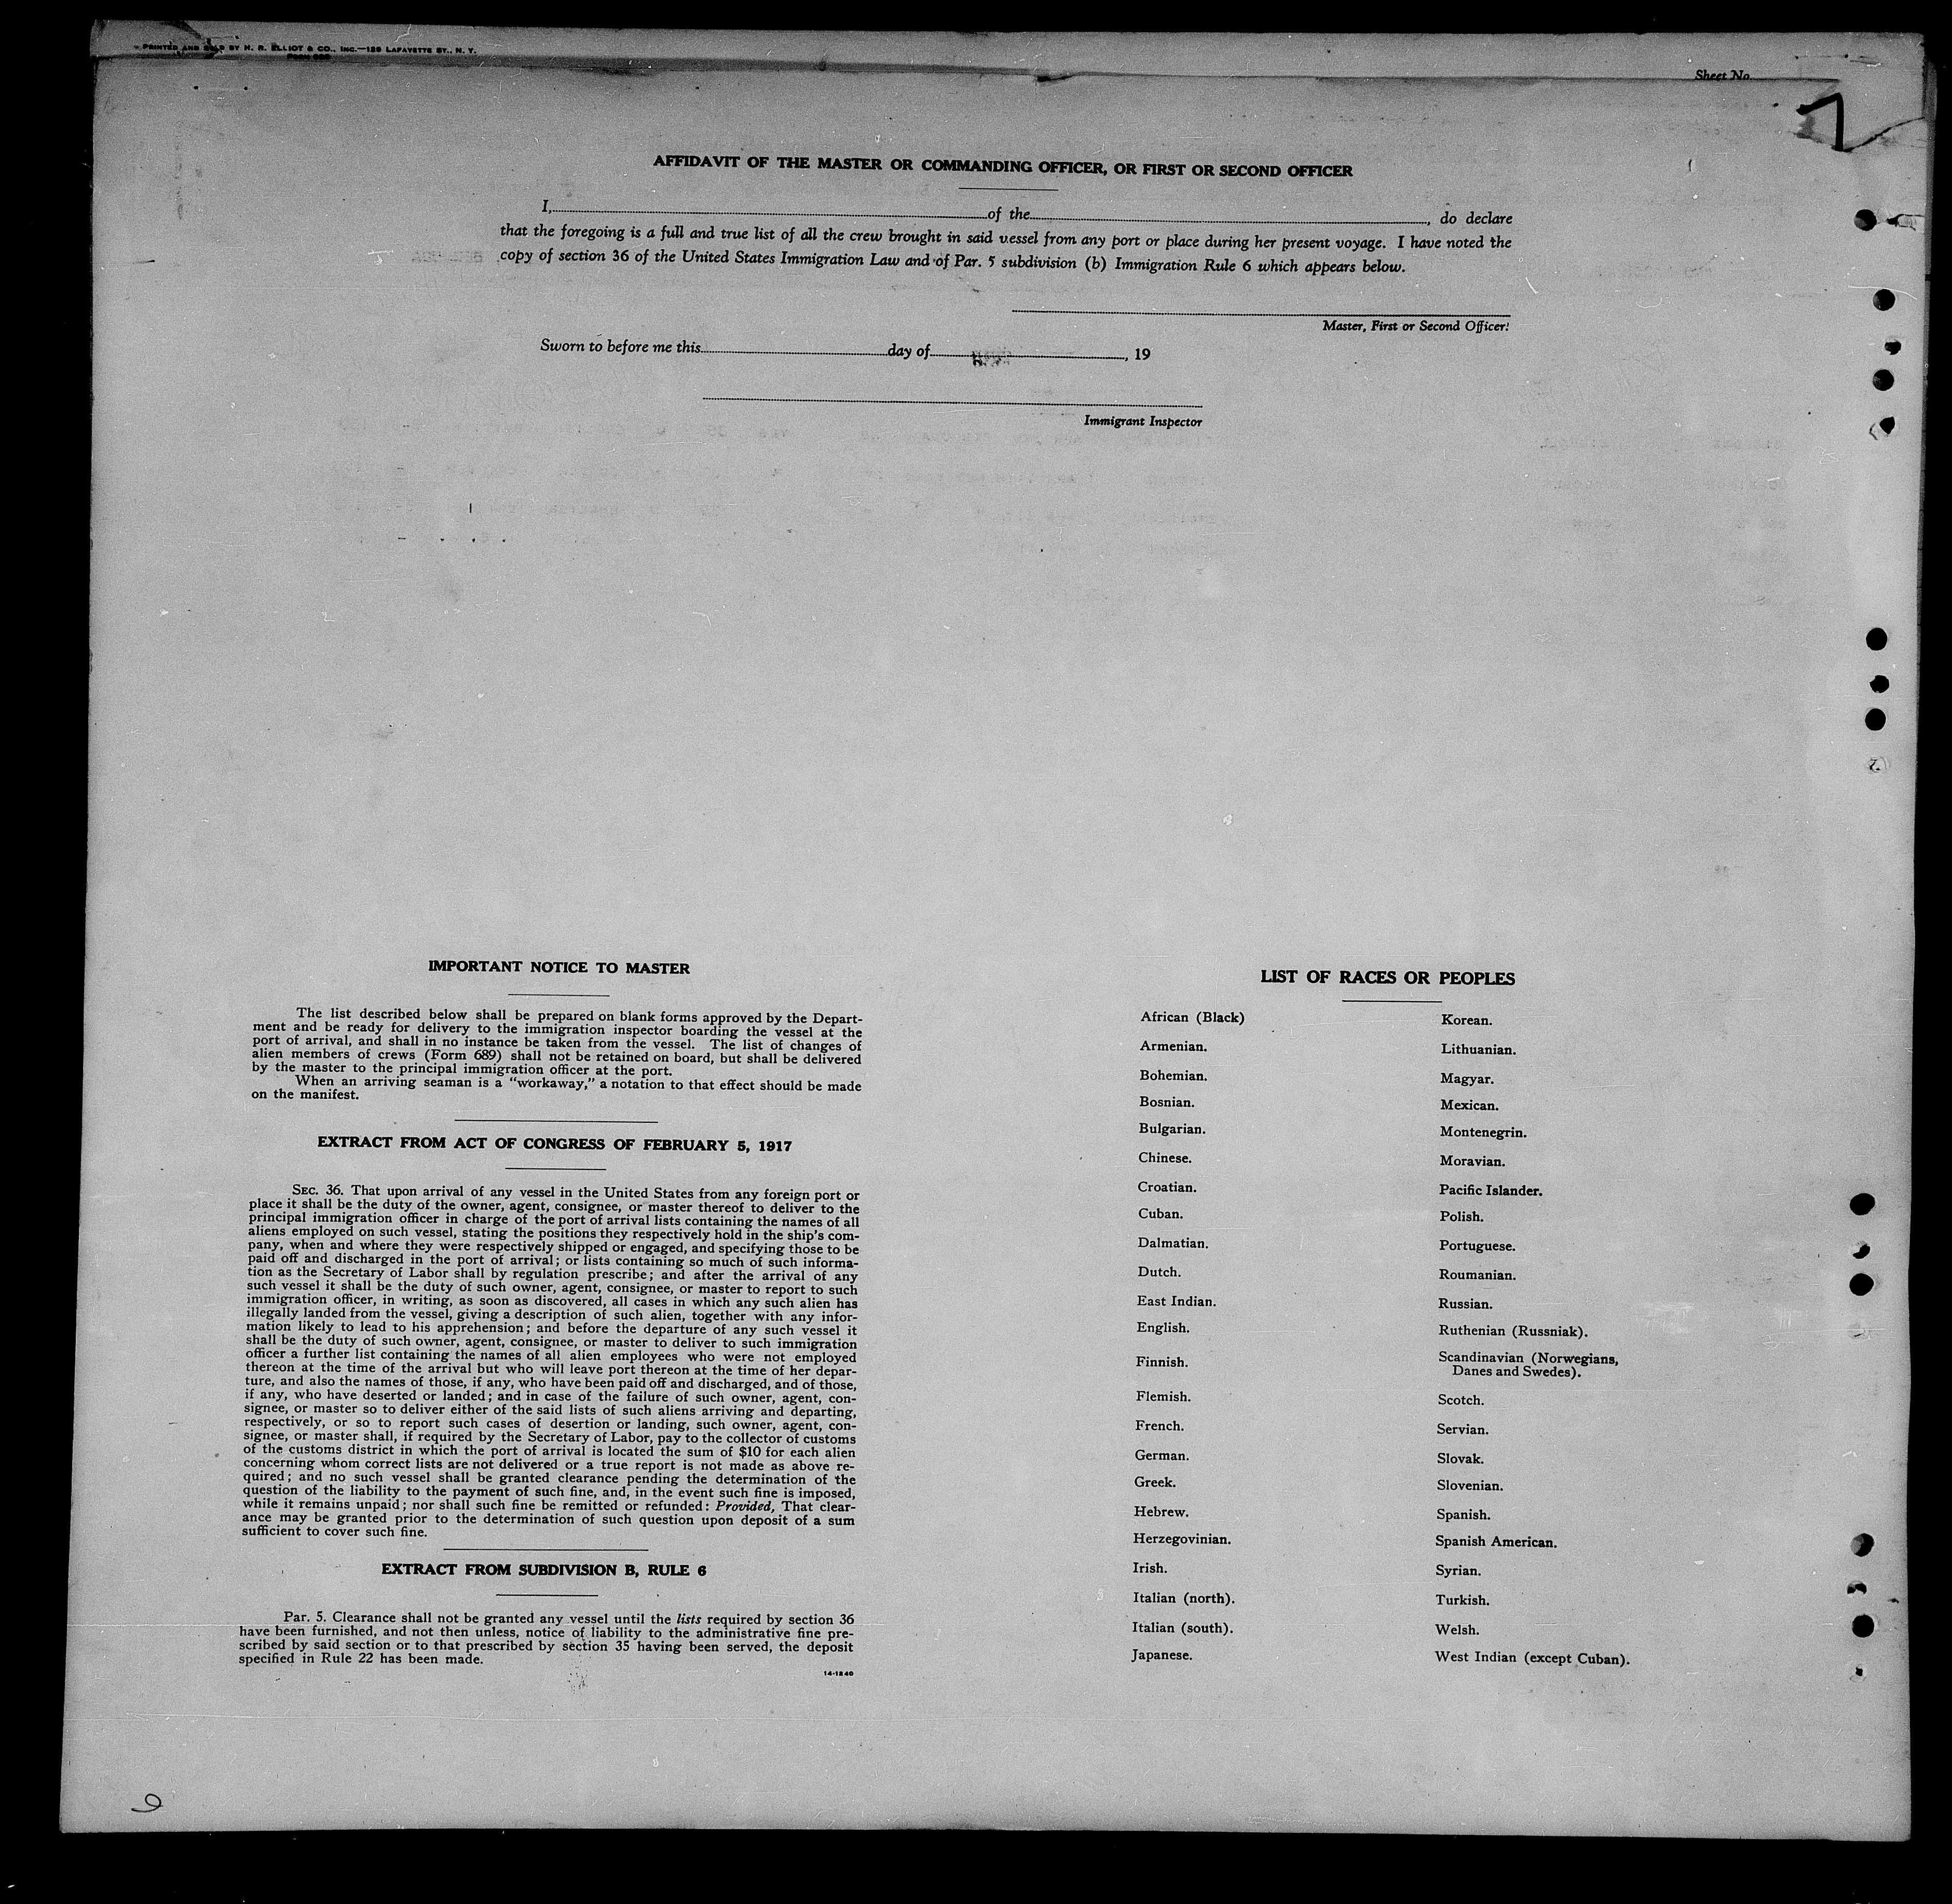 PRINTED AND SOLD BY H. R. ELLIOT & CO., INC.—129 LAFAYETTE ST., N. Y.
Sheet No.
7
AFFIDAVIT OF THE MASTER OR COMMANDING OFFICER, OR FIRST OR SECOND OFFICER
I, of the , do declare
that the foregoing is a full and true list of all the crew brought in said vessel from any port or place during her present voyage. I have noted the
copy of section 36 of the United States Immigration Law and of Par. 5 subdivision (b) Immigration Rule 6 which appears below.
Master, First or Second Officer.
Sworn to before me this day of , 19
Immigrant Inspector
IMPORTANT NOTICE TO MASTER
The list described below shall be prepared on blank forms approved by the Depart-
ment and be ready for delivery to the immigration inspector boarding the vessel at the
port of arrival, and shall in no instance be taken from the vessel. The list of changes of
alien members of crews (Form 689) shall not be retained on board, but shall be delivered
by the master to the principal immigration officer at the port.
When an arriving seaman is a "workaway," a notation to that effect should be made
on the manifest.
EXTRACT FROM ACT OF CONGRESS OF FEBRUARY 5, 1917
SEC. 36. That upon arrival of any vessel in the United States from any foreign port or
place it shall be the duty of the owner, agent, consignee, or master thereof to deliver to the
principal immigration officer in charge of the port of arrival lists containing the names of all
aliens employed on such vessel, stating the positions they respectively hold in the ship's com-
pany, when and where they were respectively shipped or engaged, and specifying those to be
paid off and discharged in the port of arrival; or lists containing so much of such informa-
tion as the Secretary of Labor shall by regulation prescribe; and after the arrival of any
such vessel it shall be the duty of such owner, agent, consignee, or master to report to such
immigration officer, in writing, as soon as discovered, all cases in which any such alien has
illegally landed from the vessel, giving a description of such alien, together with any infor-
mation likely to lead to his apprehension; and before the departure of any such vessel it
shall be the duty of such owner, agent, consignee, or master to deliver to such immigration
officer a further list containing the names of all alien employees who were not employed
thereon at the time of the arrival but who will leave port thereon at the time of her depar-
ture, and also the names of those, if any, who have been paid off and discharged, and of those,
if any, who have deserted or landed; and in case of the failure of such owner, agent, con-
signee, or master so to deliver either of the said lists of such aliens arriving and departing,
respectively, or so to report such cases of desertion or landing, such owner, agent, con-
signee, or master shall, if required by the Secretary of Labor, pay to the collector of customs
of the customs district in which the port of arrival is located the sum of $10 for each alien
concerning whom correct lists are not delivered or a true report is not made as above re-
quired; and no such vessel shall be granted clearance pending the determination of the
question of the liability to the payment of such fine, and, in the event such fine is imposed,
while it remains unpaid; nor shall such fine be remitted or refunded: Provided, That clear-
ance may be granted prior to the determination of such question upon deposit of a sum
sufficient to cover such fine.
EXTRACT FROM SUBDIVISION B, RULE 6
Par. 5. Clearance shall not be granted any vessel until the lists required by section 36
have been furnished, and not then unless, notice of liability to the administrative fine pre-
scribed by said section or to that prescribed by section 35 having been served, the deposit
specified in Rule 22 has been made.
14-1240
LIST OF RACES OR PEOPLES
African (Black)
Armenian.
Bohemian.
Bosnian.
Bulgarian.
Chinese.
Croatian.
Cuban.
Dalmatian.
Dutch.
East Indian.
English.
Finnish.
Flemish.
French.
German.
Greek.
Hebrew.
Herzegovinian.
Irish.
Italian (north).
Italian (south).
Japanese.
Korean.
Lithuanian.
Magyar.
Mexican.
Montenegrin.
Moravian.
Pacific Islander.
Polish.
Portuguese.
Roumanian.
Russian.
Ruthenian (Russniak).
Scandinavian (Norwegians,
Danes and Swedes).
Scotch.
Servian.
Slovak.
Slovenian.
Spanish.
Spanish American.
Syrian.
Turkish.
Welsh.
West Indian (except Cuban).